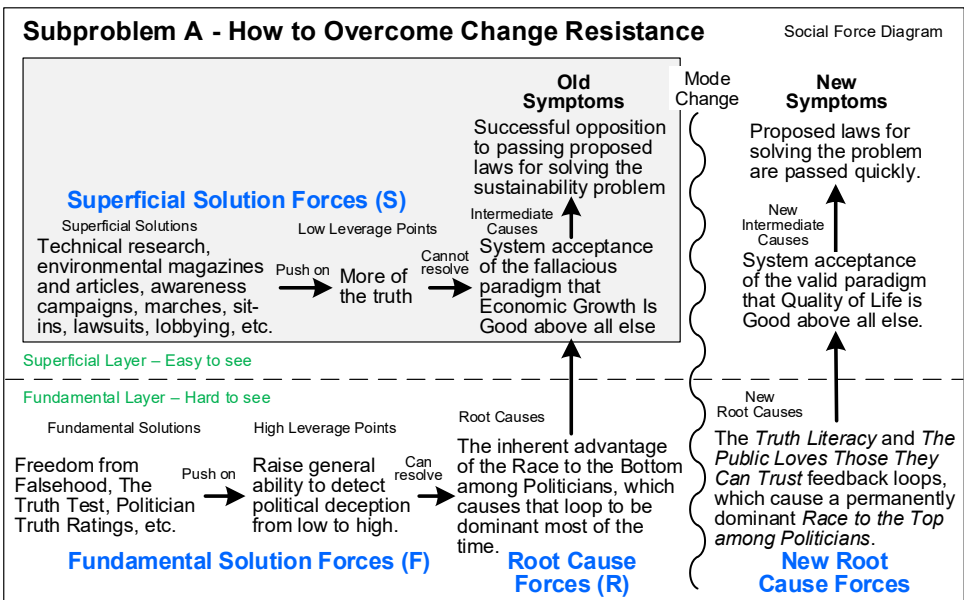 Subproblem A - How to Overcome Change Resistance
Social Force Diagram
Old
Symptoms
Successful opposition
to passing proposed
laws for solving the
sustainability problem
Mode
Change
New
Symptoms
Proposed laws for
solving the problem
are passed quickly.
Superficial Solution Forces (S)
Superficial Solutions
Technical research,
environmental magazines
and articles, awareness
campaigns, marches, sit-
ins, lawsuits, lobbying, etc.
Push on
Low Leverage Points
More of
the truth
Cannot
resolve
Intermediate
Causes
System acceptance
of the fallacious
paradigm that
Economic Growth Is
Good above all else
New
Intermediate
Causes
System acceptance
of the valid paradigm
that Quality of Life is
Good above all else.
Superficial Layer – Easy to see
Fundamental Layer – Hard to see
Fundamental Solutions
Freedom from
Falsehood, The
Truth Test, Politician
Truth Ratings, etc.
Push on
High Leverage Points
Raise general
ability to detect
political deception
from low to high.
Can
resolve
Root Causes
The inherent advantage
of the Race to the Bottom
among Politicians, which
causes that loop to be
dominant most of the
time.
New
Root Causes
The Truth Literacy and The
Public Loves Those They
Can Trust feedback loops,
which cause a permanently
dominant Race to the Top
among Politicians.
Fundamental Solution Forces (F)
Root Cause
Forces (R)
New Root
Cause Forces